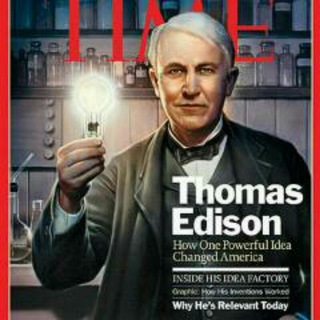 TIME
Thomas
Edison
How One Powerful Idea
Changed America
INSIDE HIS IDEA FACTORY
Graphic: How His Inventions Worked
Why He's Relevant Today